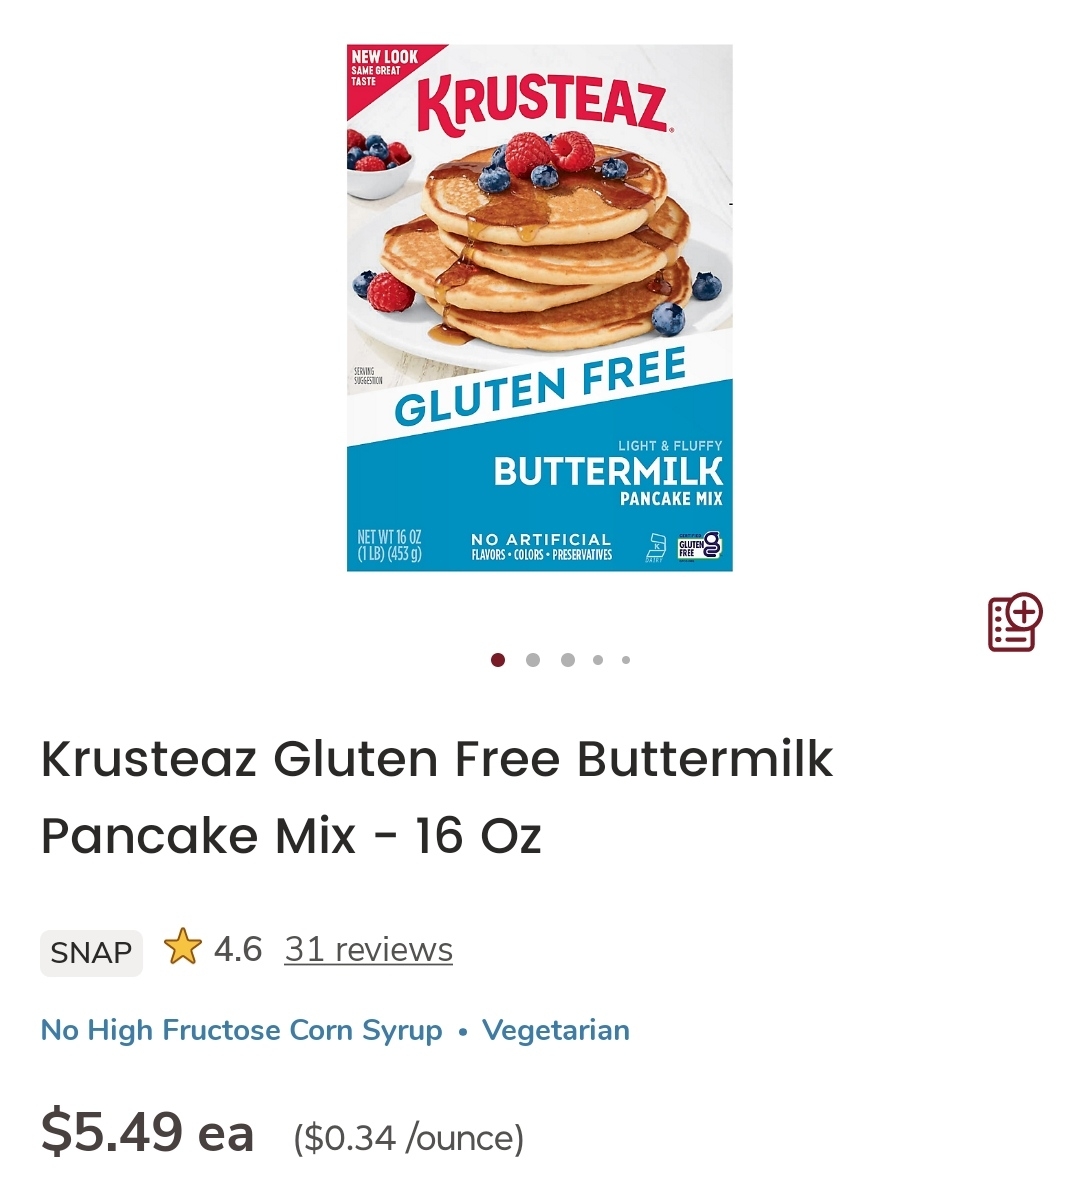 NEW LOOK
SAME GREAT
TASTE
KRUSTEAZ®
SERVING
SUGGESTION
GLUTEN FREE
LIGHT & FLUFFY
BUTTERMILK
PANCAKE MIX
NET WT 16 OZ
(1 LB) (453 g)
NO ARTIFICIAL
FLAVORS • COLORS • PRESERVATIVES
K
DAIRY
CERTIFIED
GLUTEN
FREE
Krusteaz Gluten Free Buttermilk
Pancake Mix - 16 Oz
SNAP 4.6 31 reviews
No High Fructose Corn Syrup • Vegetarian
$5.49 ea ($0.34 /ounce)